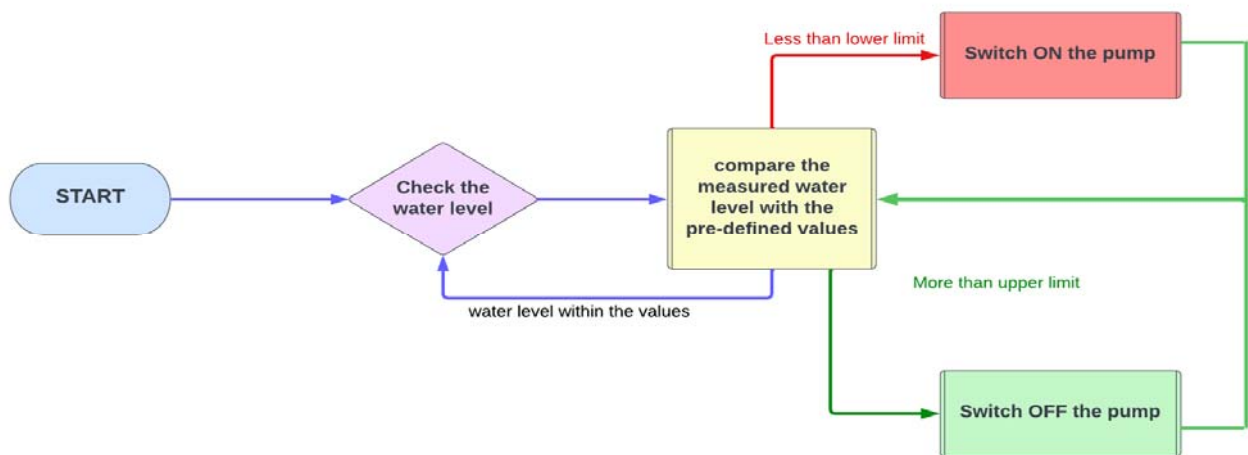 Less than lower limit
Switch ON the pump
START
Check the
water level
compare the
measured water
level with the
pre-defined values
More than upper limit
water level within the values
Switch OFF the pump